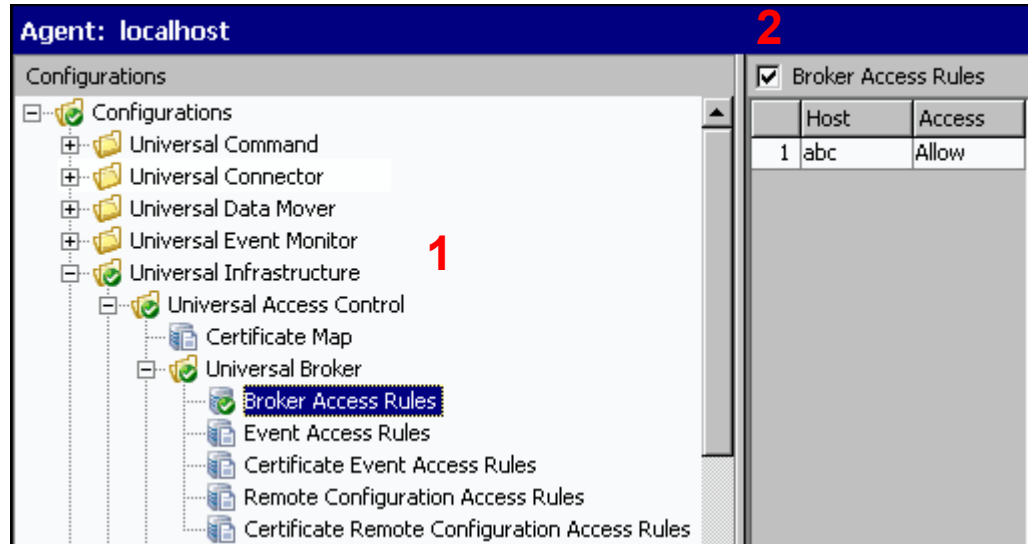 Agent: localhost
2
Configurations
Broker Access Rules
Configurations
Host Access
Universal Command
1 abc Allow
Universal Connector
Universal Data Mover
Universal Event Monitor
1
Universal Infrastructure
Universal Access Control
Certificate Map
Universal Broker
Broker Access Rules
Event Access Rules
Certificate Event Access Rules
Remote Configuration Access Rules
Certificate Remote Configuration Access Rules